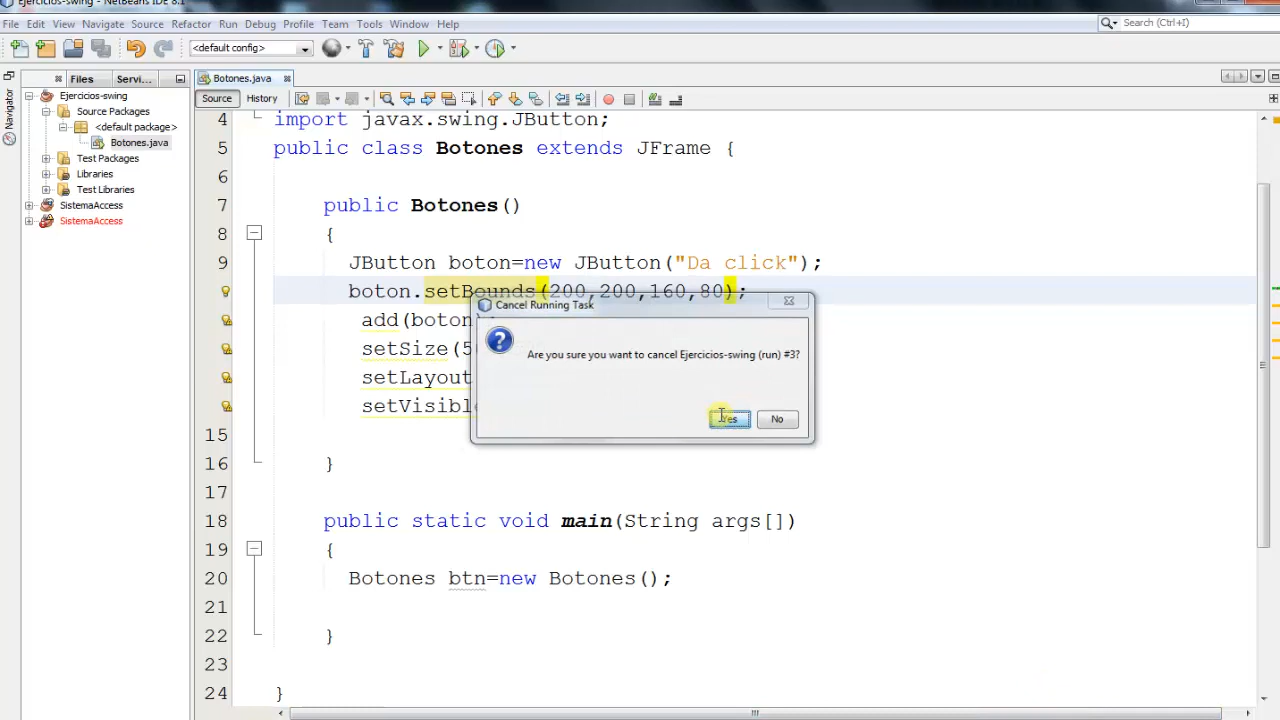 Ejercicios-swing - NetBeans IDE 8.1
File Edit View Navigate Source Refactor Run Debug Profile Team Tools Window Help
Search (Ctrl+I)
<default config>
Files Servi...
Botones.java
Navigator
Source History
Ejercicios-swing
Source Packages
<default package>
Botones.java
Test Packages
Libraries
Test Libraries
SistemaAccess
SistemaAccess
4 import javax.swing.JButton;
5 public class Botones extends JFrame {
6
7 public Botones()
8 {
9 JButton boton=new JButton("Da click");
boton.setBounds(200,200,160,80);
add(boton)
setSize(5
setLayout
setVisible
15
16 }
17
18 public static void main(String args[])
19 {
20 Botones btn=new Botones();
21
22 }
23
24 }
Cancel Running Task
Are you sure you want to cancel Ejercicios-swing (run) #3?
Yes No